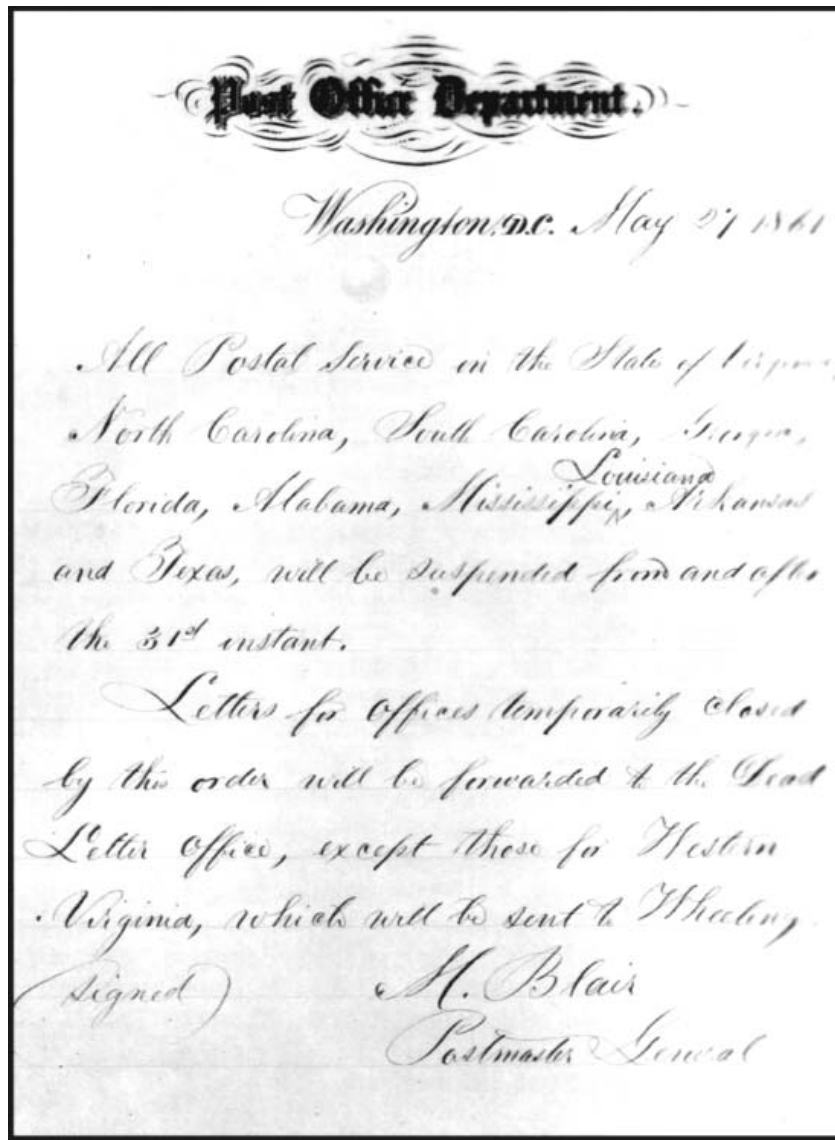 Post Office Department.
Washington, D.C. May 27 1861
All Postal Service in the State of Virginia,
North Carolina, South Carolina, Georgia,
Louisiana
Florida, Alabama, Mississippi, Arkansas
and Texas, will be suspended from and after
the 31st instant.
Letters for offices temporarily closed
by this order will be forwarded to the Dead
Letter Office, except those for Western
Virginia, which will be sent to Wheeling.
(signed) M. Blair
Postmaster General